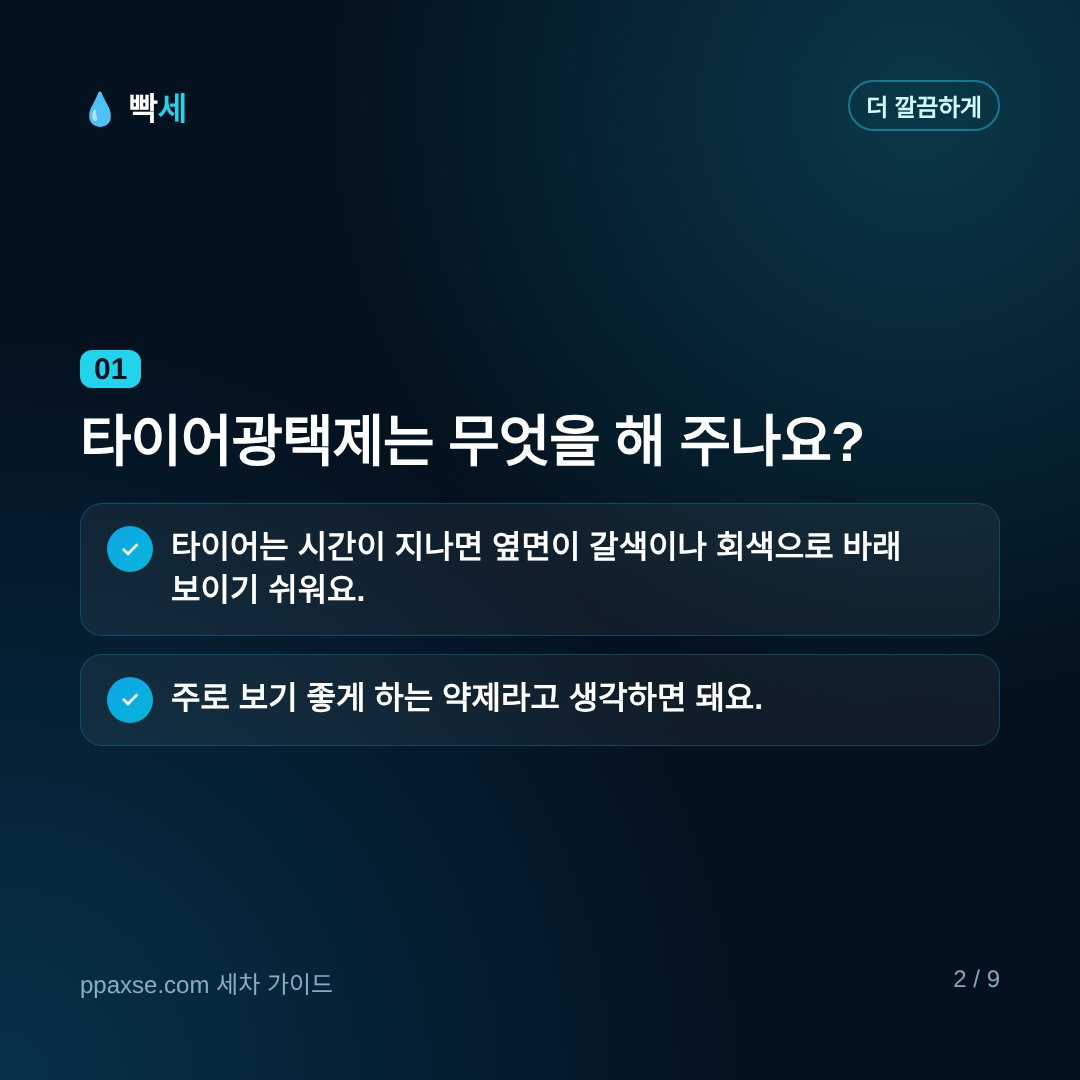 빡세
더 깔끔하게
01
타이어광택제는 무엇을 해 주나요?
타이어는 시간이 지나면 옆면이 갈색이나 회색으로 바래
보이기 쉬워요.
주로 보기 좋게 하는 약제라고 생각하면 돼요.
ppaxse.com 세차 가이드
2 / 9